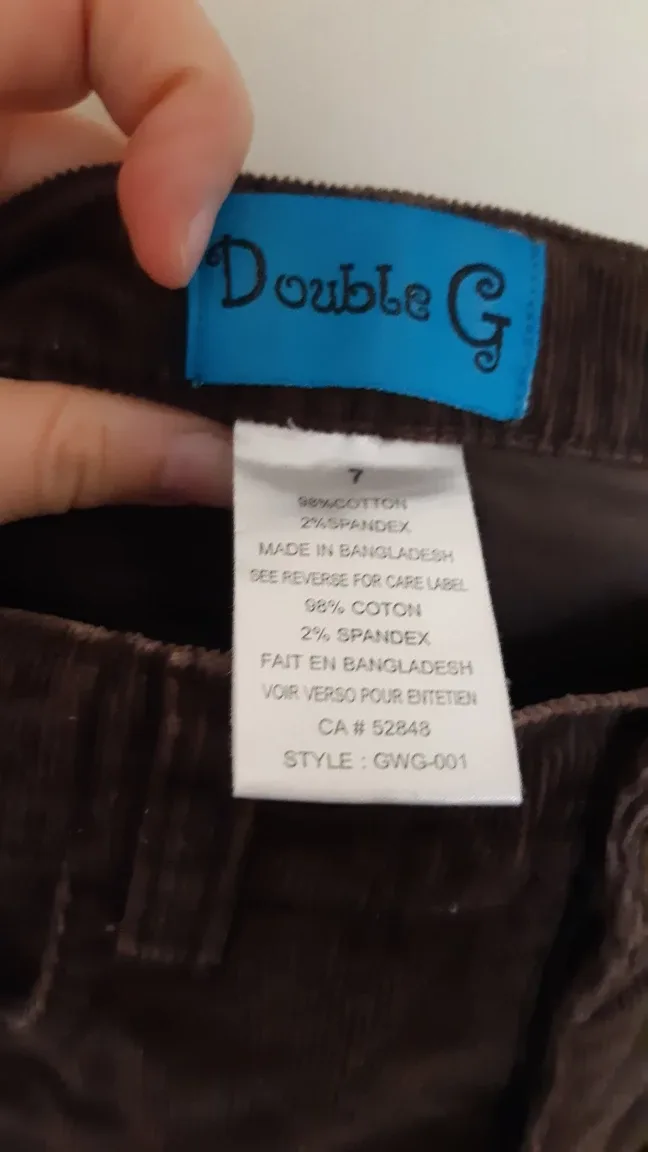 Double G
7
98%COTTON
2%SPANDEX
MADE IN BANGLADESH
SEE REVERSE FOR CARE LABEL
98% COTON
2% SPANDEX
FAIT EN BANGLADESH
VOIR VERSO POUR ENTETIEN
CA # 52848
STYLE : GWG-001